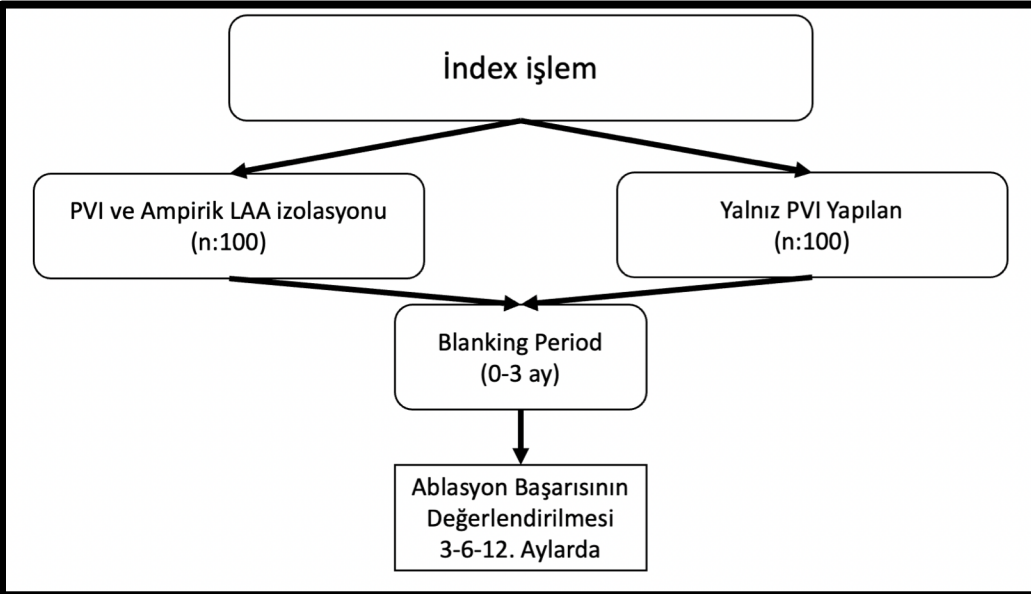 İndex işlem
PVI ve Ampirik LAA izolasyonu
(n:100)
Yalnız PVI Yapılan
(n:100)
Blanking Period
(0-3 ay)
Ablasyon Başarısının
Değerlendirilmesi
3-6-12. Aylarda